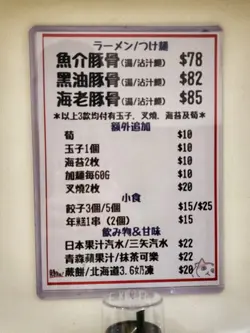 ラーメン/つけ麵
魚介豚骨(湯/沾汁麵) $78
黑油豚骨(湯/沾汁麵) $82
海老豚骨(湯/沾汁麵) $85
*以上3款均付有玉子、叉燒、海苔及筍*
額外追加
筍 $10
玉子1個 $10
海苔2枚 $10
加麵每60G $10
叉燒2枚 $20
小食
餃子3個/5個 $15/$25
年糕1串(2個) $15
飲み物&甘味
日本果汁汽水/三矢汽水 $22
青森蘋果汁/抹茶可樂 $22
蕨餅/北海道3.6奶凍 $20